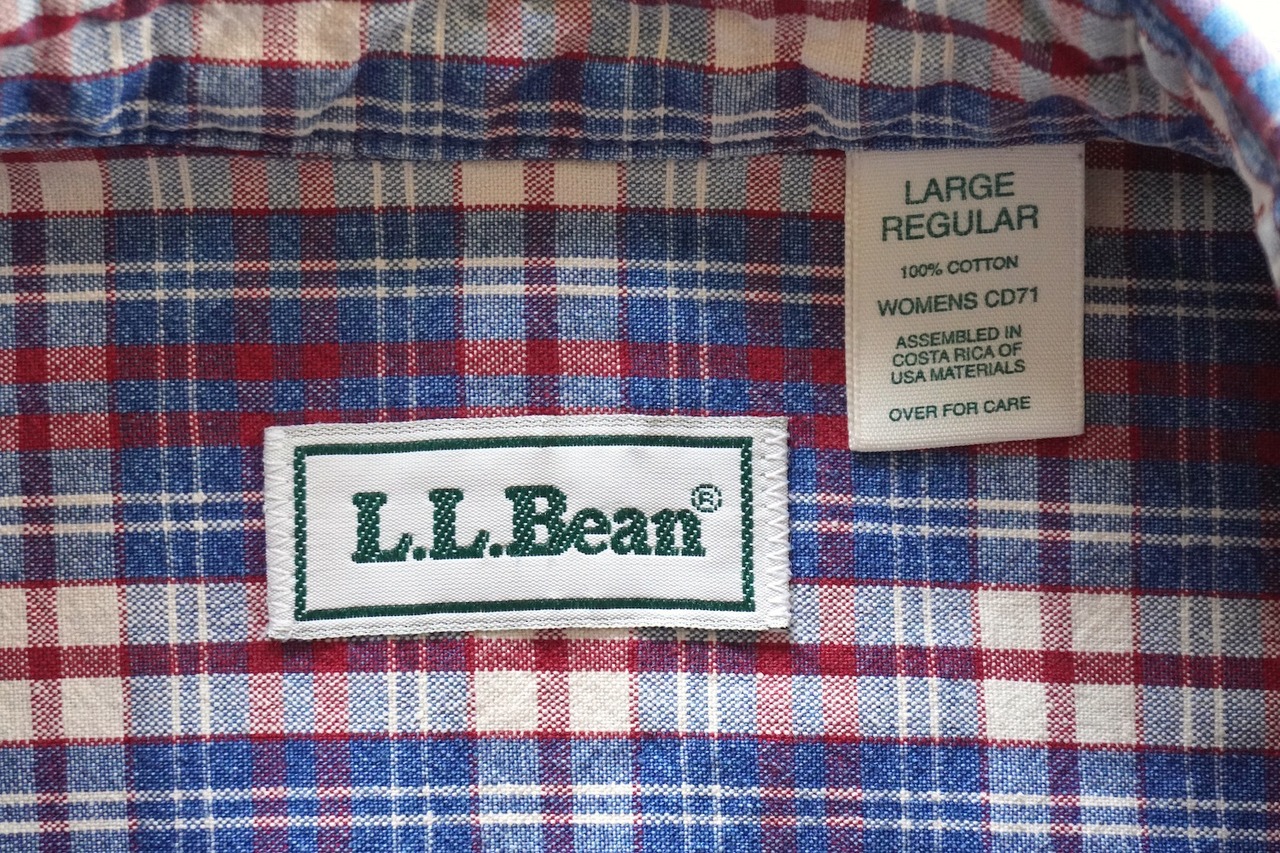 LARGE
REGULAR
100% COTTON
WOMENS CD71
ASSEMBLED IN
COSTA RICA OF
USA MATERIALS
OVER FOR CARE
L.L.Bean®